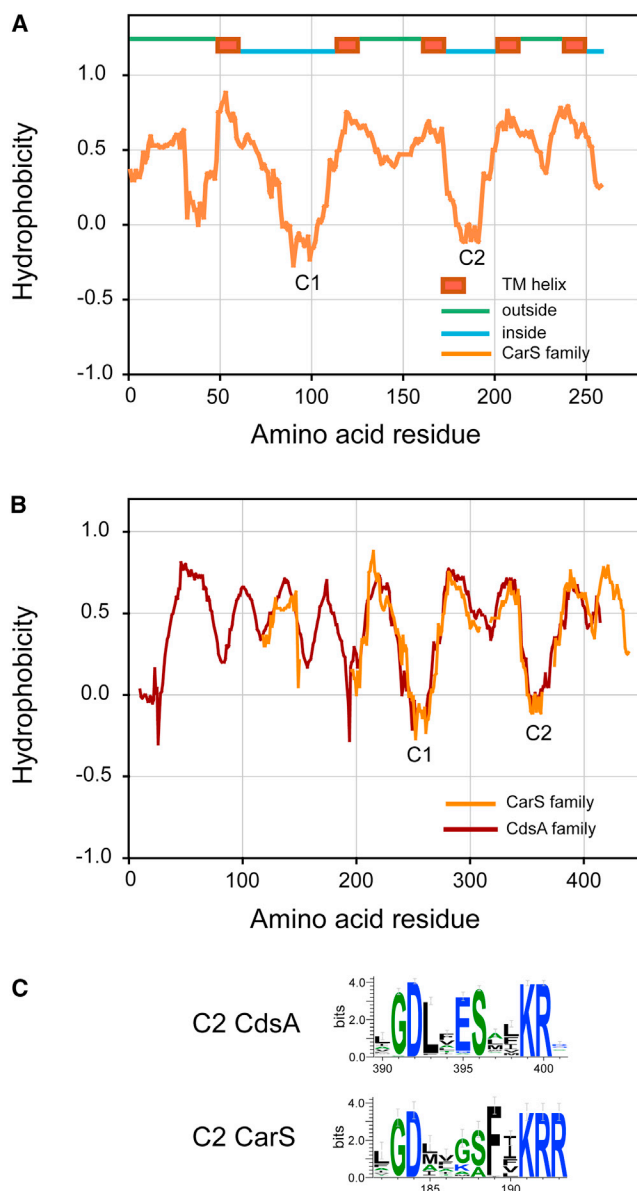 A
1.0
0.5
0.0
-0.5
-1.0
Hydrophobicity
C1
C2
TM helix
outside
inside
CarS family
0 50 100 150 200 250
Amino acid residue
B
1.0
0.5
0.0
-0.5
-1.0
Hydrophobicity
C1
C2
CarS family
CdsA family
0 100 200 300 400
Amino acid residue
C
C2 CdsA
bits
4.0
2.0
0.0
GDL ES KR
390 395 400
C2 CarS
bits
4.0
2.0
0.0
GD GSF KRR
185 190